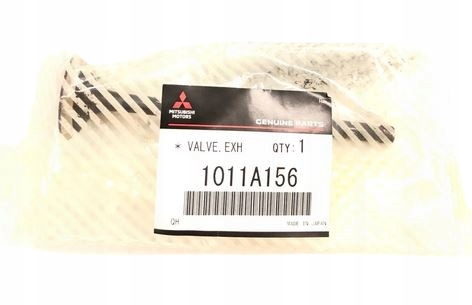 MITSUBISHI
MOTORS
GENUINE PARTS
* VALVE.EXH QTY:1
1011A156
QH MADE IN JAPAN